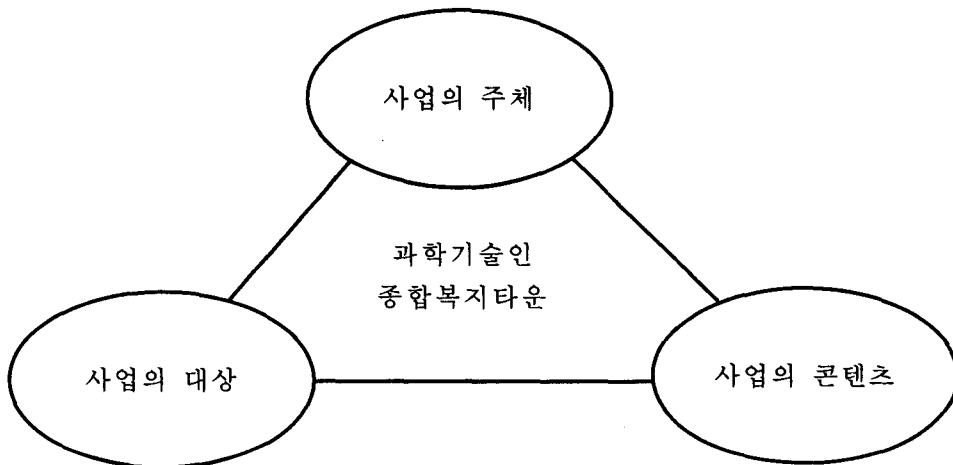 사업의 주체
과학기술인
종합복지타운
사업의 대상
사업의 콘텐츠